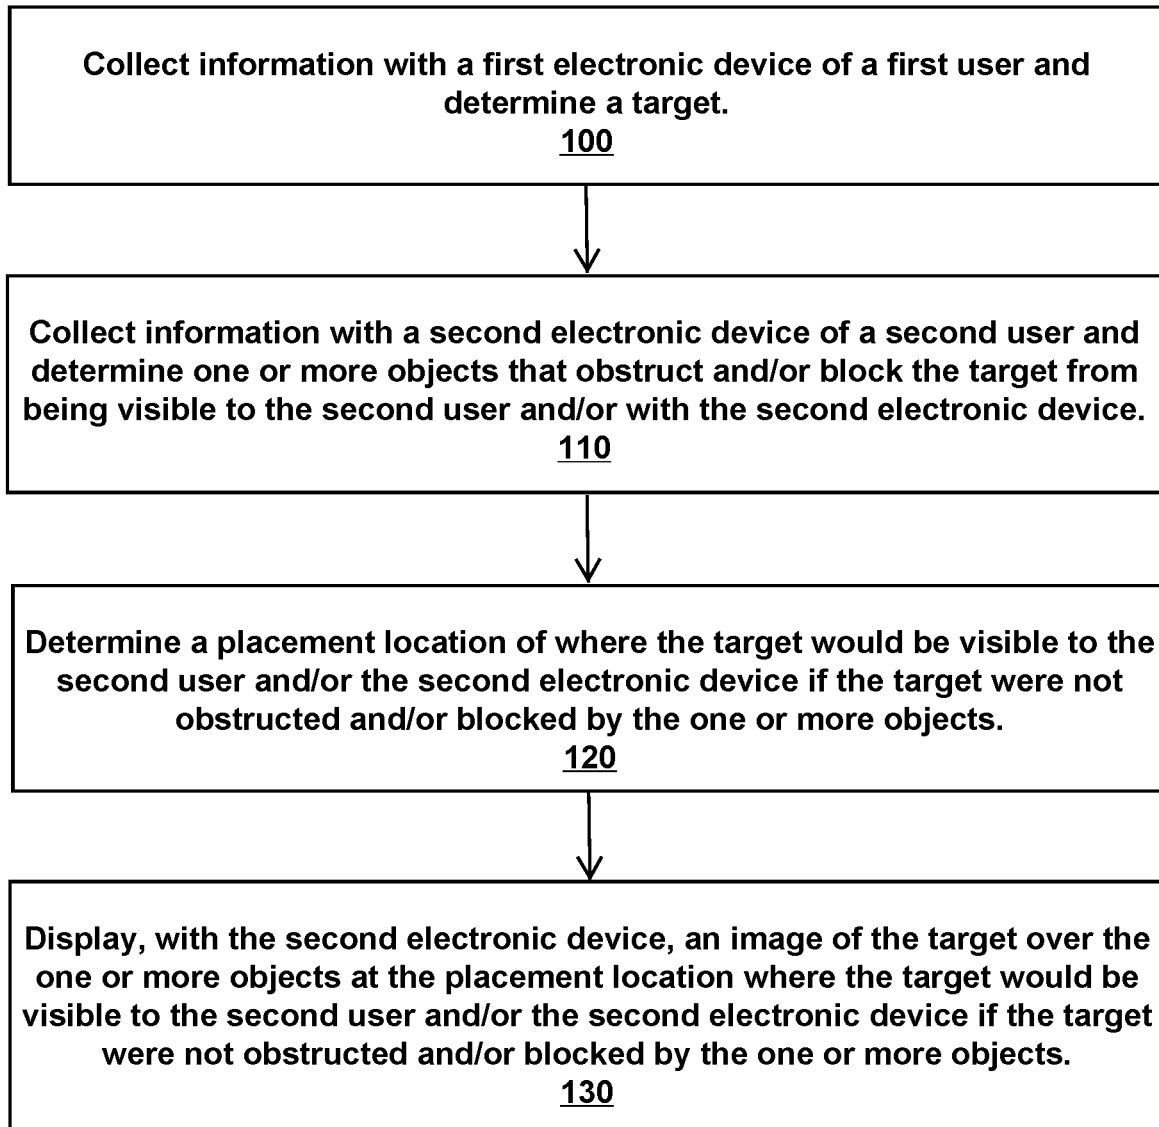 Collect information with a first electronic device of a first user and
determine a target.
100
Collect information with a second electronic device of a second user and
determine one or more objects that obstruct and/or block the target from
being visible to the second user and/or with the second electronic device.
110
Determine a placement location of where the target would be visible to the
second user and/or the second electronic device if the target were not
obstructed and/or blocked by the one or more objects.
120
Display, with the second electronic device, an image of the target over the
one or more objects at the placement location where the target would be
visible to the second user and/or the second electronic device if the target
were not obstructed and/or blocked by the one or more objects.
130